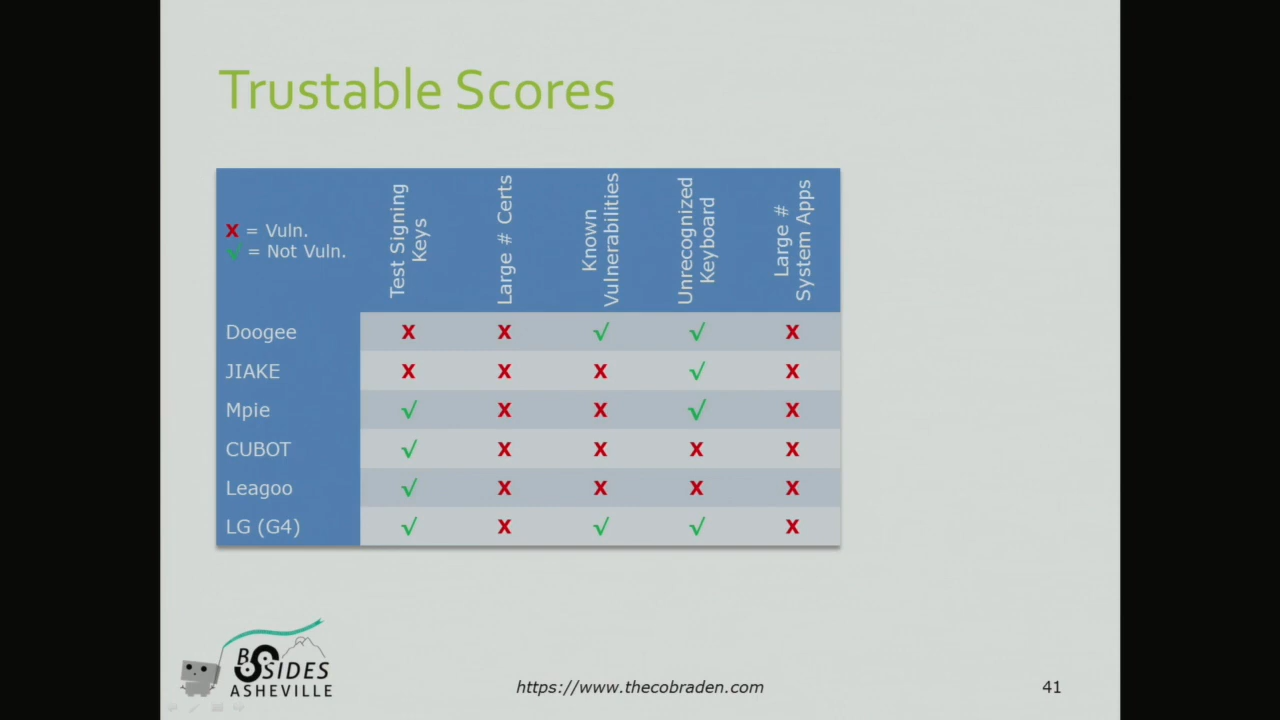 Trustable Scores
X = Vuln.
√ = Not Vuln.
Test Signing
Keys
Large # Certs
Known
Vulnerabilities
Unrecognized
Keyboard
Large #
System Apps
Doogee X X √ √ X
JIAKE X X X √ X
Mpie √ X X √ X
CUBOT √ X X X X
Leagoo √ X X X X
LG (G4) √ X √ √ X
BSIDES
ASHEVILLE
https://www.thecobraden.com
41